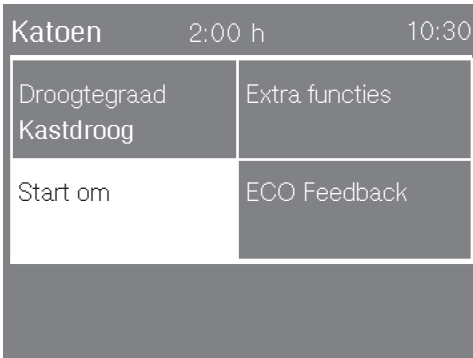 Katoen 2:00 h 10:30
Droogtegraad Extra functies
Kastdroog
Start om ECO Feedback